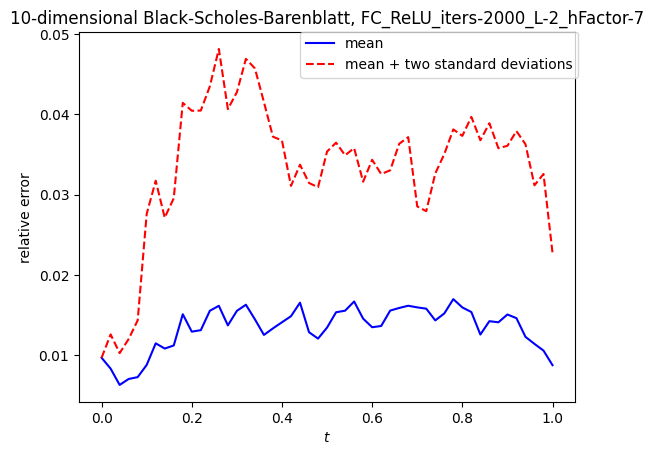 10-dimensional Black-Scholes-Barenblatt, FC_ReLU_iters-2000_L-2_hFactor-7
mean
mean + two standard deviations
relative error
0.05
0.04
0.03
0.02
0.01
0.0
0.2
0.4
0.6
0.8
1.0
t